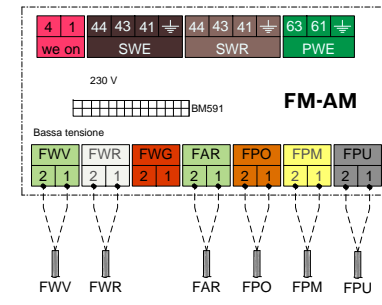 4 1 44 43 41 44 43 41 63 61
we on SWE SWR PWE
230 V
BM591
FM-AM
Bassa tensione
FWV FWR FWG FAR FPO FPM FPU
2 1 2 1 2 1 2 1 2 1 2 1 2 1
FWV FWR FAR FPO FPM FPU